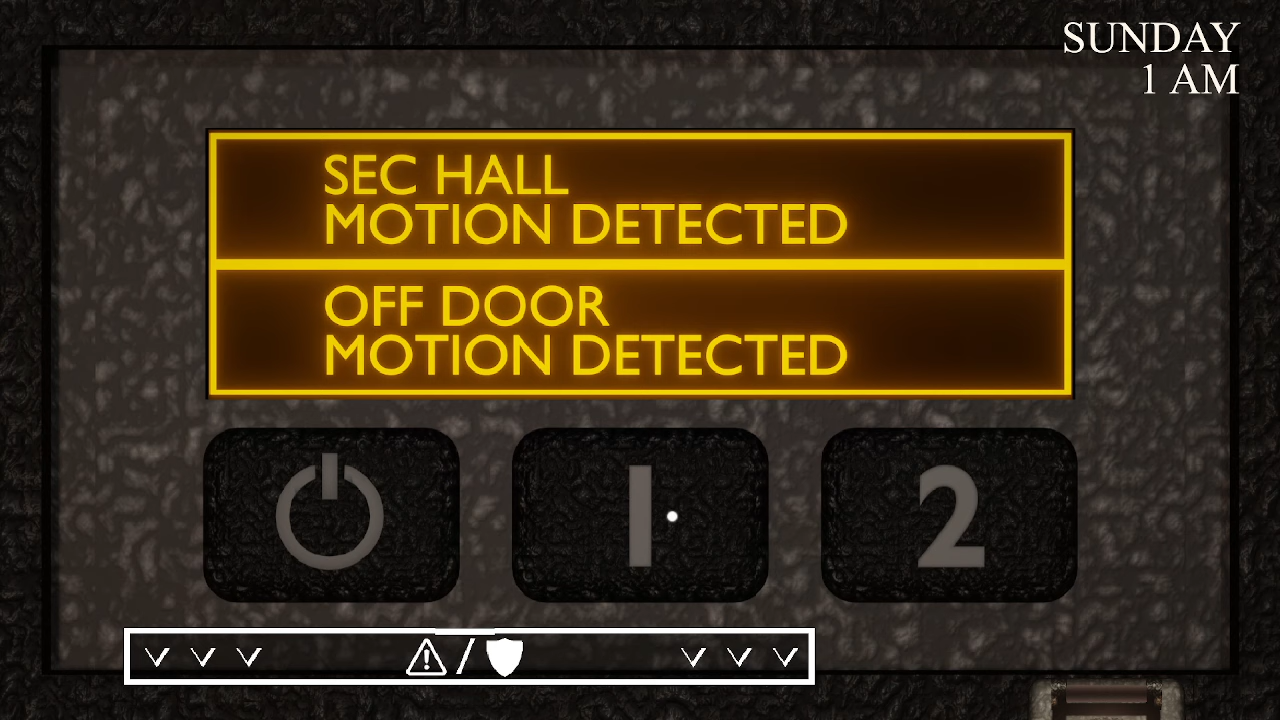 SUNDAY
1 AM
SEC HALL
MOTION DETECTED
OFF DOOR
MOTION DETECTED
1 2